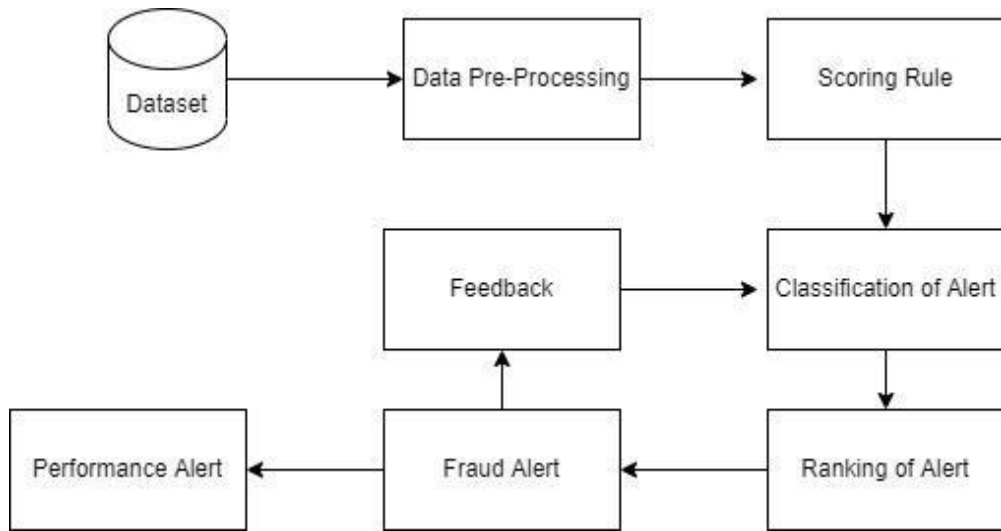 Dataset
Data Pre-Processing
Scoring Rule
Feedback
Classification of Alert
Performance Alert
Fraud Alert
Ranking of Alert